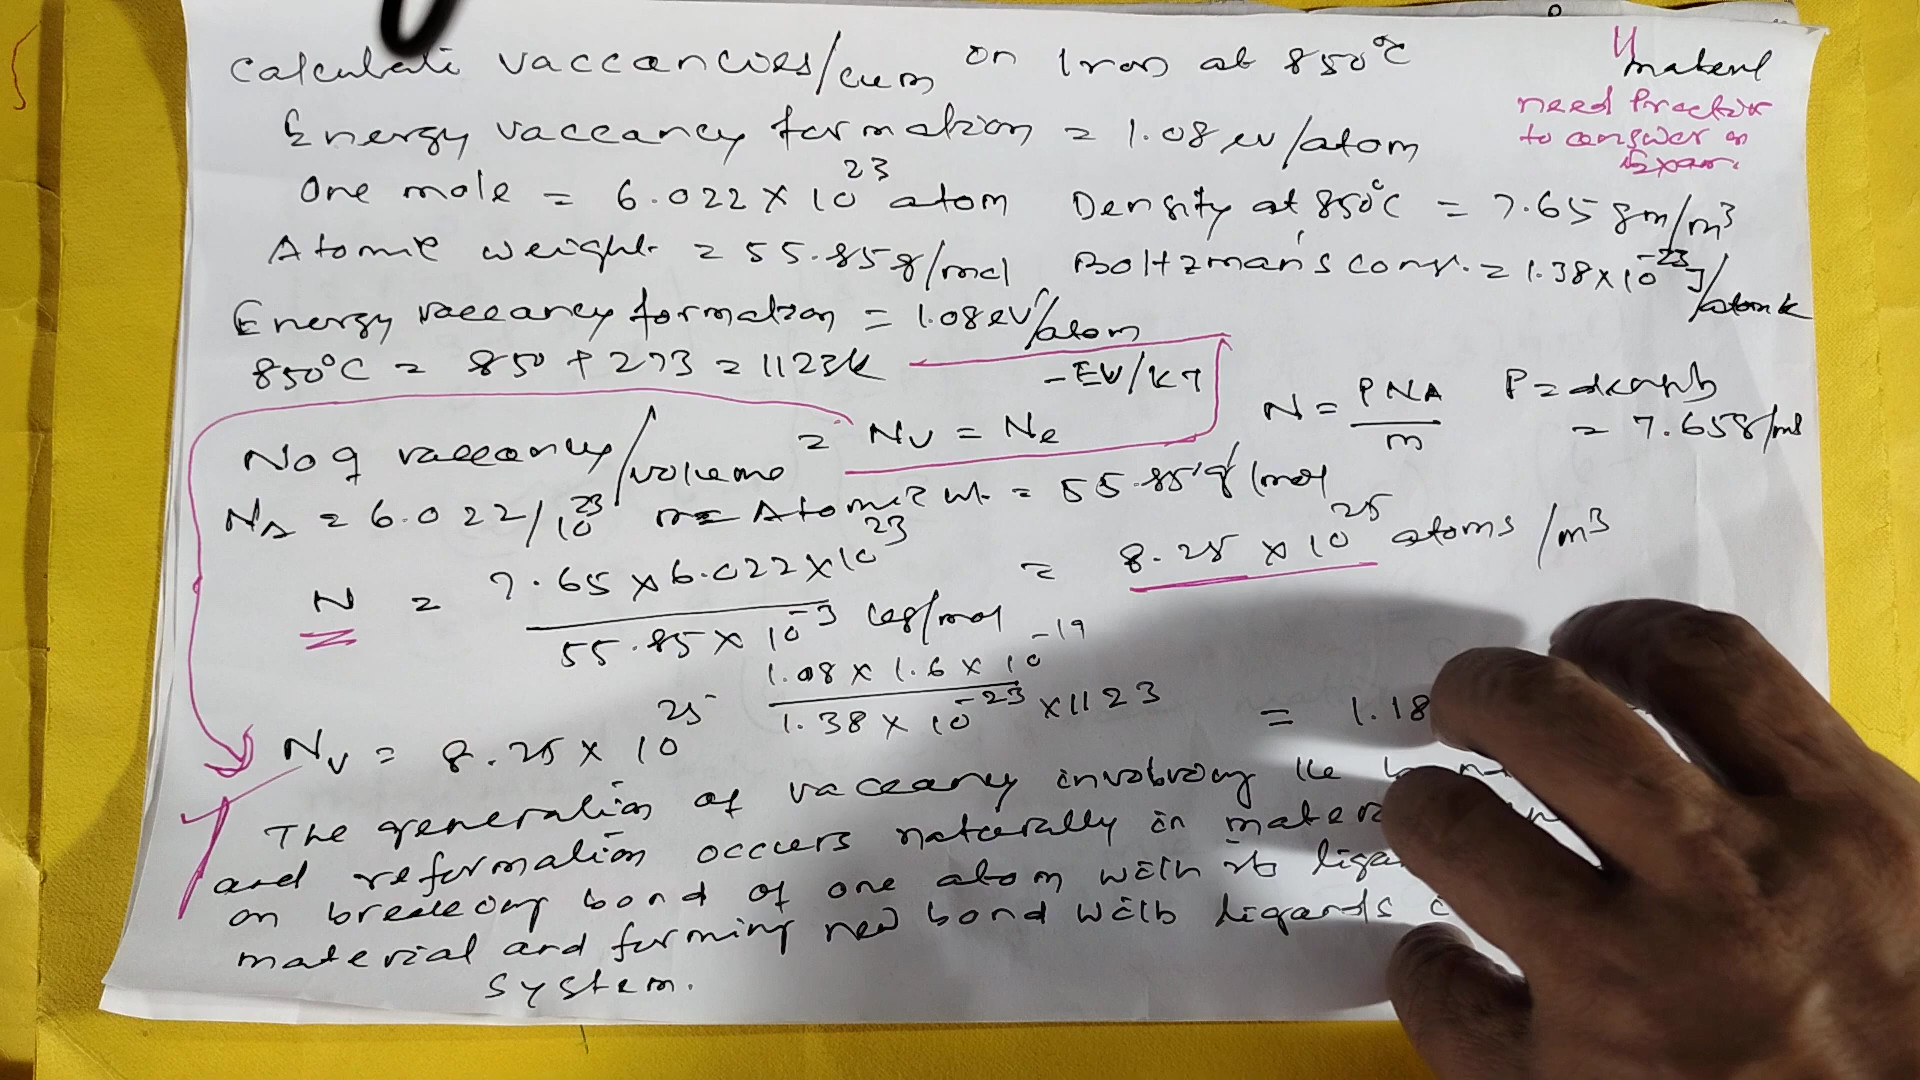 calculate vaccancies/cum on Iron at 850°C
Material
need Practice
to answer in
Exam.
Energy vaccancy formation = 1.08 ev/atom
One mole = 6.022 × 10^23 atom Density at 850°C = 7.65 gm/m³
Atomic weight = 55.85 g/mol Boltzman's const. = 1.38×10^-23 J/atom k
Energy vaccancy formation = 1.08 eV/atom
850°C = 850 + 273 = 1123k
No of vaccancy/volume = Nv = Ne^-EV/KT N = PNA/m P =
= 7.65g/m³
NA = 6.022/10^23 m= Atomic wt. = 55.85 g/mol
N = 7.65 × 6.022×10^23 / 55.85 × 10^-3 kg/mol = 8.25 × 10^25 atoms/m³
Nv = 8.25 × 10^25 1.08 × 1.6 × 10^-19 / 1.38 × 10^-23 ×1123 = 1.18
The generation of vaccancy involving the
and reformation occurs naturally in
on breaking bond of one atom with its
material and forming new bond with ligands
system.